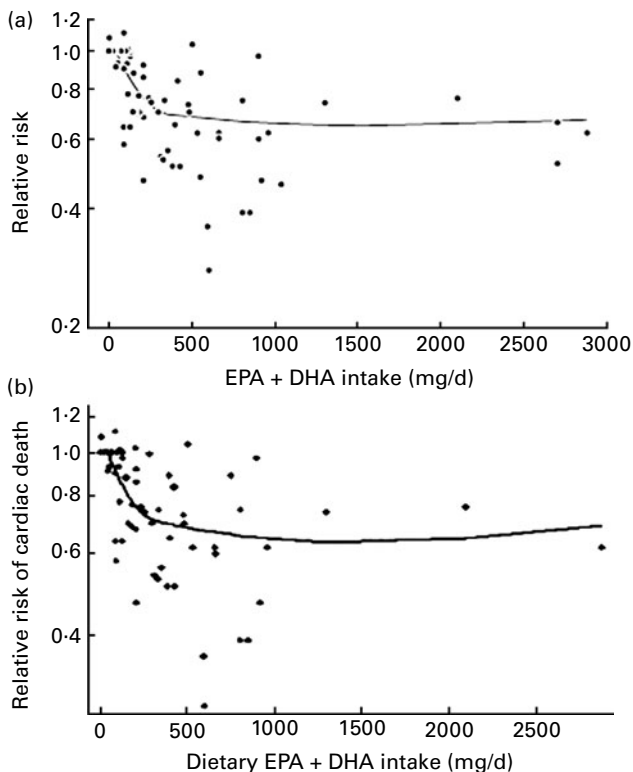 (a)
1·2
1·0
0·8
0·6
0·4
0·2
Relative risk
0 500 1000 1500 2000 2500 3000
EPA + DHA intake (mg/d)
(b)
1·2
1·0
0·8
0·6
0·4
Relative risk of cardiac death
0 500 1000 1500 2000 2500
Dietary EPA + DHA intake (mg/d)